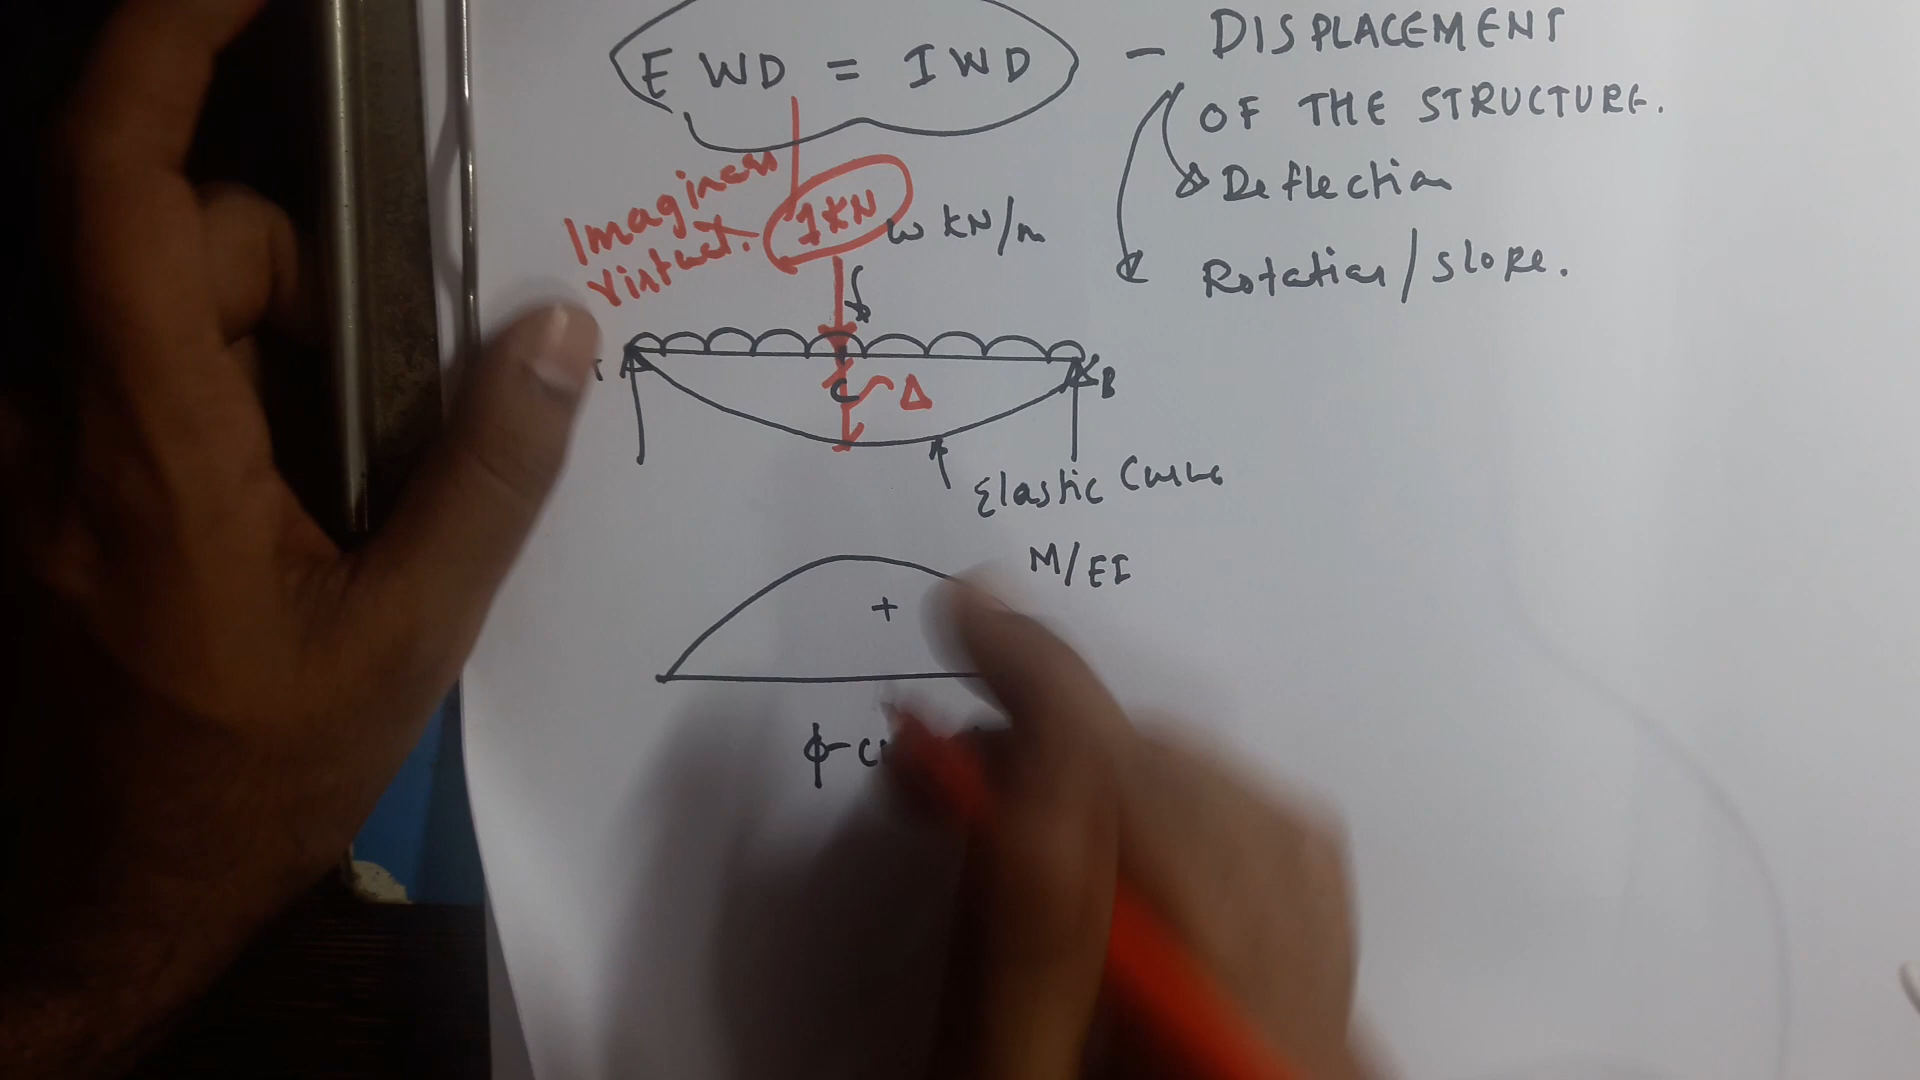 EWD = IWD - DISPLACEMENT
OF THE STRUCTURE.
Deflection
Rotation/slope.
Imaginary
Virtual.
1KN
w KN/m
C
Δ
B
Elastic Curve
M/EI
+
ϕ-